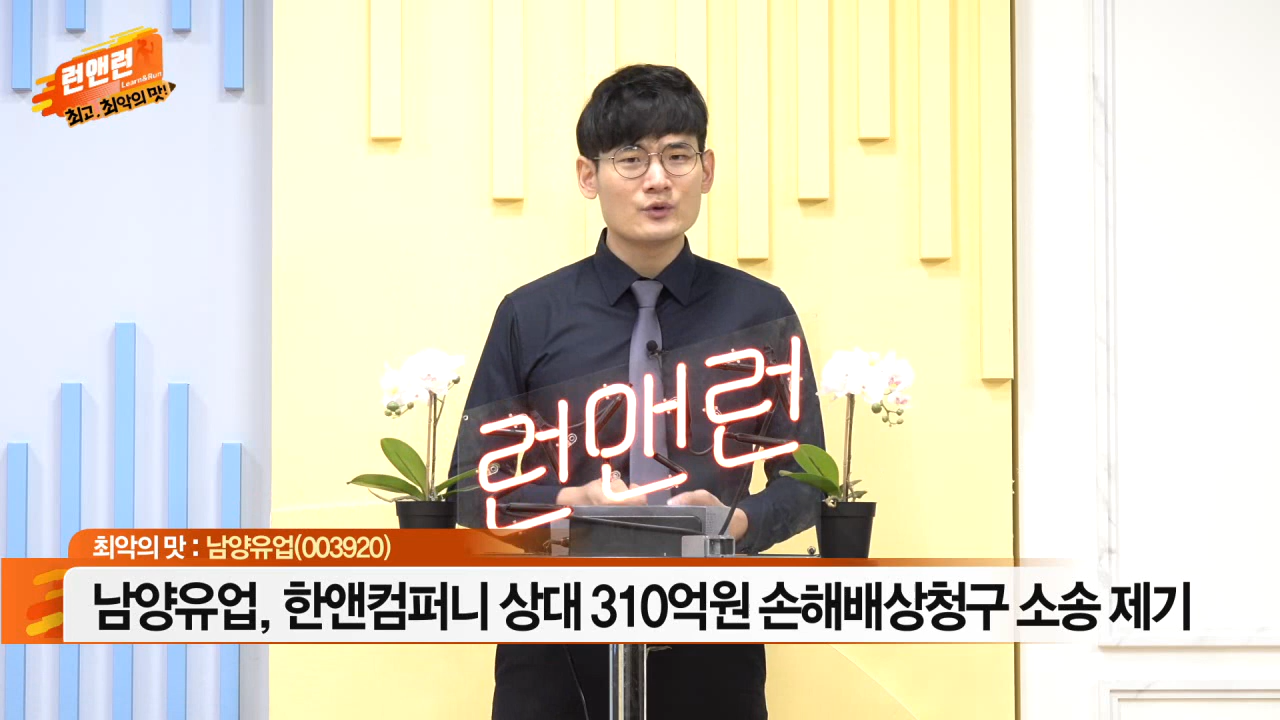 런앤런
Learn&Run
최고, 최악의 맛!
런앤런
최악의 맛 : 남양유업(003920)
남양유업, 한앤컴퍼니 상대 310억원 손해배상청구 소송 제기